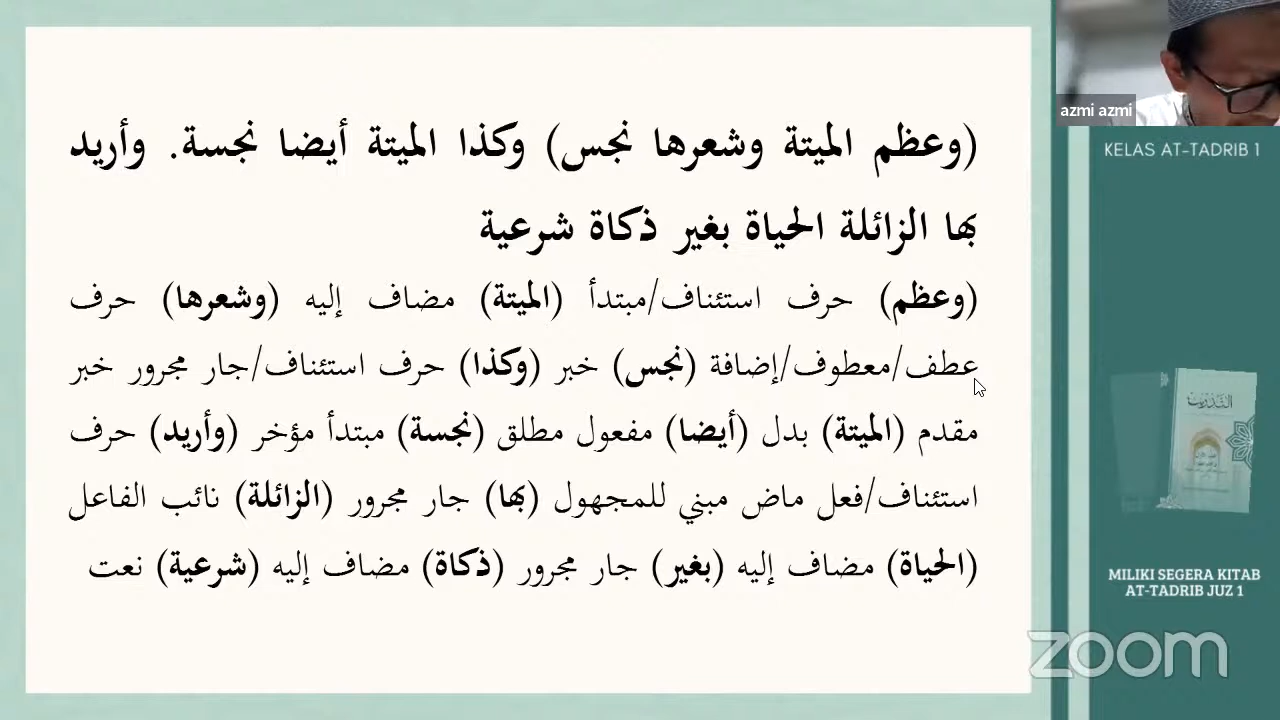 (وعظم الميتة وشعرها نجس) وكذا الميتة أيضا نجسة. وأريد
بها الزائلة الحياة بغير ذكاة شرعية
(وعظم) حرف استئناف/مبتدأ (الميتة) مضاف إليه (وشعرها) حرف
عطف/معطوف/إضافة (نجس) خبر (وكذا) حرف استئناف/جار مجرور خبر
مقدم (الميتة) بدل (أيضا) مفعول مطلق (نجسة) مبتدأ مؤخر (وأريد) حرف
استئناف/فعل ماض مبني للمجهول (بها) جار مجرور (الزائلة) نائب الفاعل
(الحياة) مضاف إليه (بغير) جار مجرور (ذكاة) مضاف إليه (شرعية) نعت
azmi azmi
KELAS AT-TADRIB 1
التدريب
MILIKI SEGERA KITAB
AT-TADRIB JUZ 1
zoom